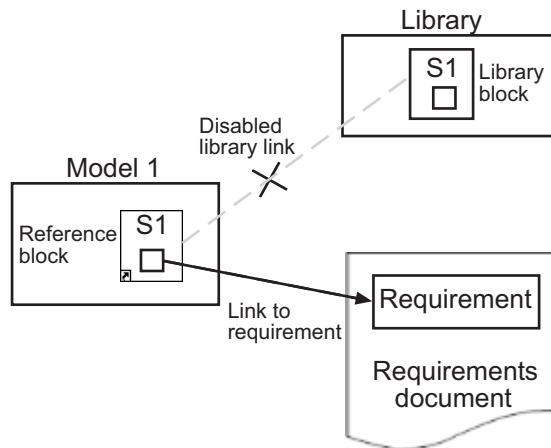 Library
S1
Library
block
Disabled
library link
Model 1
S1
Reference
block
Link to
requirement
Requirement
Requirements
document